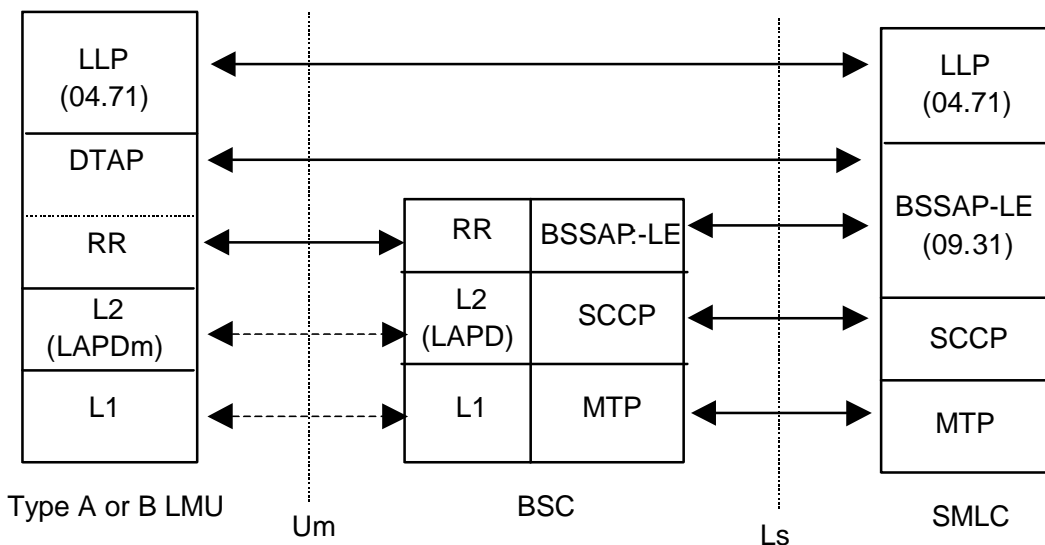 LLP
(04.71)
DTAP
RR
L2
(LAPDm)
L1
Type A or B LMU
Um
RR
BSSAP.-LE
L2
(LAPD)
SCCP
L1
MTP
BSC
Ls
LLP
(04.71)
BSSAP-LE
(09.31)
SCCP
MTP
SMLC